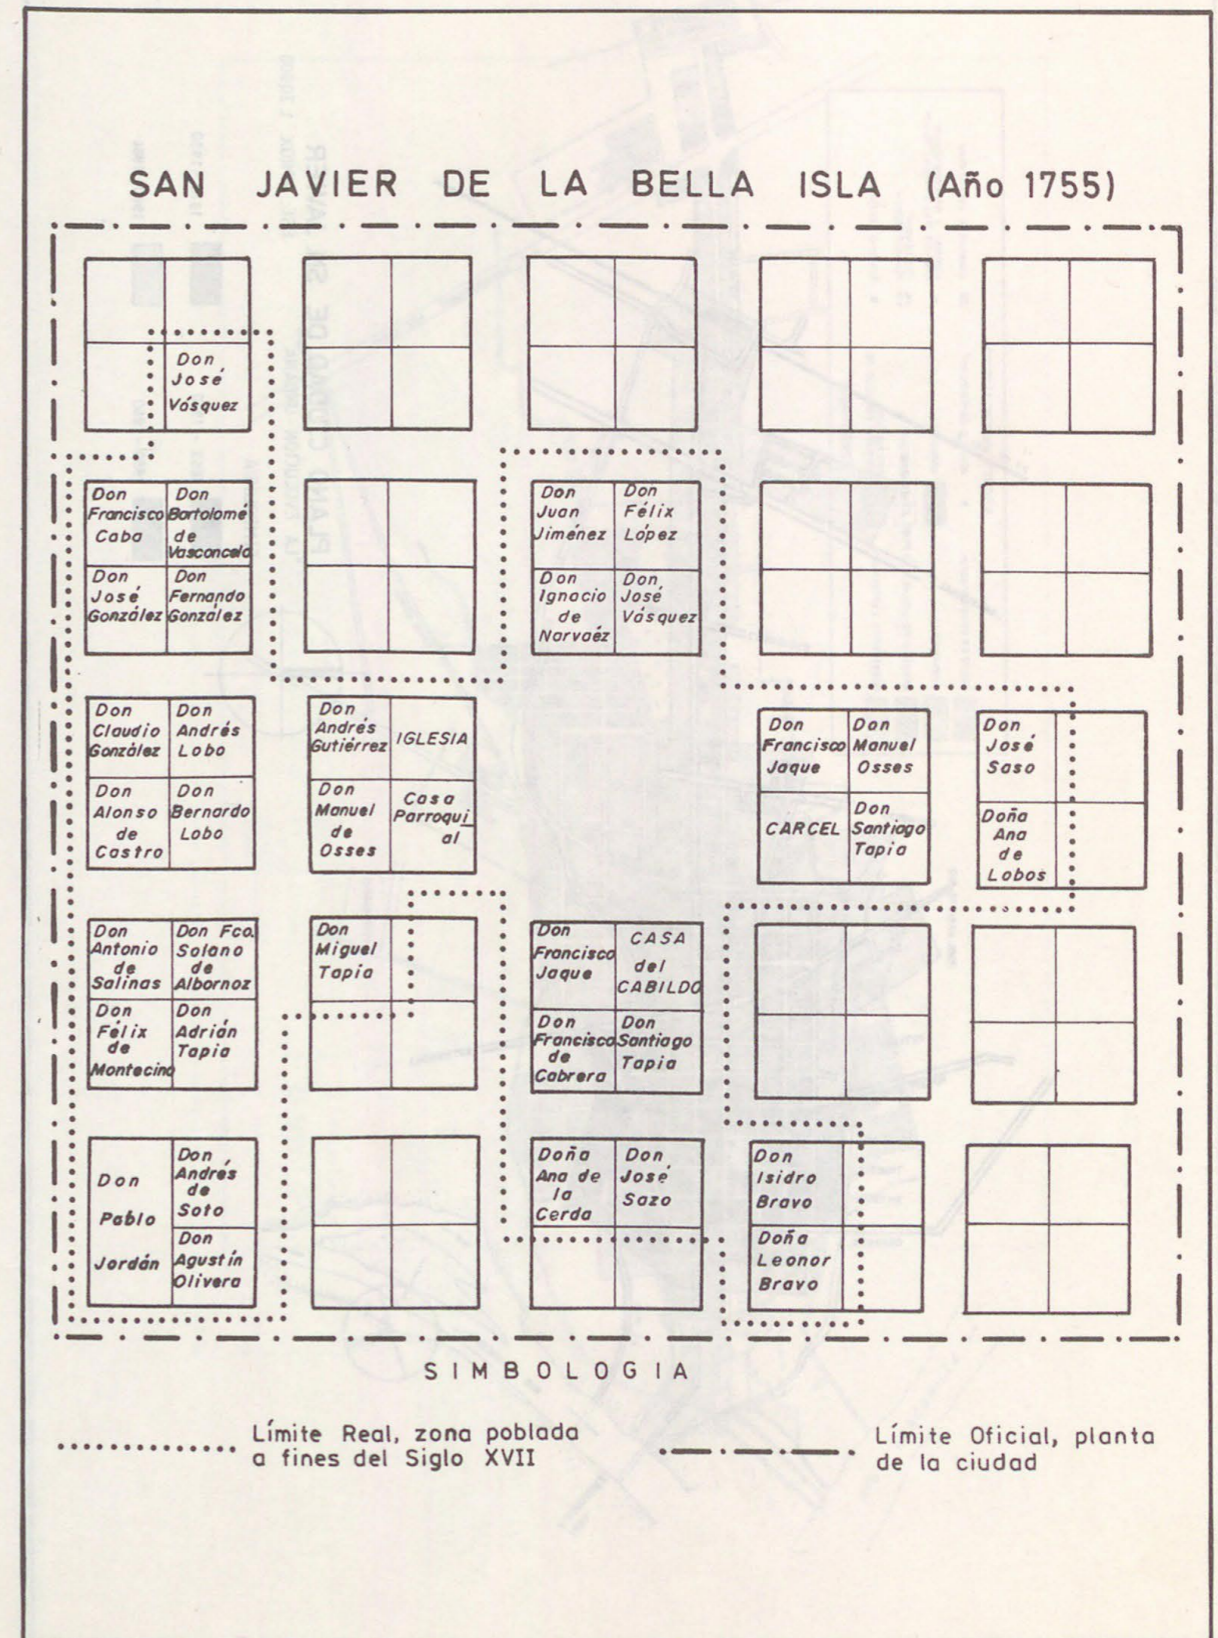 SAN JAVIER DE LA BELLA ISLA (Año 1755)
Don
José
Vásquez
Don
Francisco
Caba
Don
Bartolomé
de
Vasconcelo
Don
José
González
Don
Fernando
González
Don
Juan
Jiménez
Don
Félix
López
Don
Ignacio
de
Narvaéz
Don
José
Vásquez
Don
Claudio
González
Don
Andrés
Lobo
Don
Alonso
de
Castro
Don
Bernardo
Lobo
Don
Andrés
Gutiérrez
IGLESIA
Don
Manuel
de
Osses
Casa
Parroqui
al
Don
Francisco
Jaque
Don
Manuel
Osses
CARCEL
Don
Santiago
Tapia
Don
José
Saso
Doña
Ana
de
Lobos
Don
Antonio
de
Salinas
Don Fco.
Solano
de
Albornoz
Don
Félix
de
Montecino
Don
Adrián
Tapia
Don
Miguel
Tapia
Don
Francisco
Jaque
CASA
del
CABILDO
Don
Francisco
de
Cabrera
Don
Santiago
Tapia
Don
Pablo
Jordán
Don
Andrés
de
Soto
Don
Agustín
Olivera
Doña
Ana de
la
Cerda
Don
José
Sazo
Don
Isidro
Bravo
Doña
Leonor
Bravo
SIMBOLOGIA
Límite Real, zona poblada
a fines del Siglo XVII
Límite Oficial, planta
de la ciudad